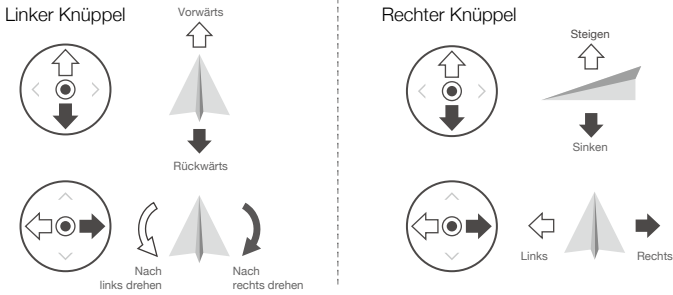 Linker Knüppel
Vorwärts
Rückwärts
Nach
links drehen
Nach
rechts drehen
Rechter Knüppel
Steigen
Sinken
Links
Rechts